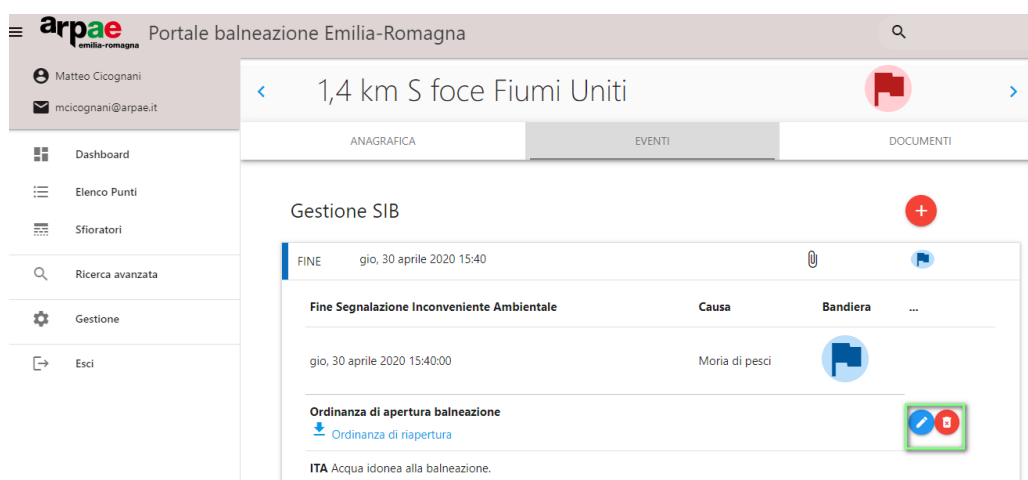 arpae
emilia-romagna
Portale balneazione Emilia-Romagna
Matteo Cicognani
mcicognani@arpae.it
Dashboard
Elenco Punti
Sfioratori
Ricerca avanzata
Gestione
Esci
1,4 km S foce Fiumi Uniti
ANAGRAFICA EVENTI DOCUMENTI
Gestione SIB
FINE gio, 30 aprile 2020 15:40
Fine Segnalazione Inconveniente Ambientale Causa Bandiera ...
gio, 30 aprile 2020 15:40:00 Moria di pesci
Ordinanza di apertura balneazione
Ordinanza di riapertura
ITA Acqua idonea alla balneazione.